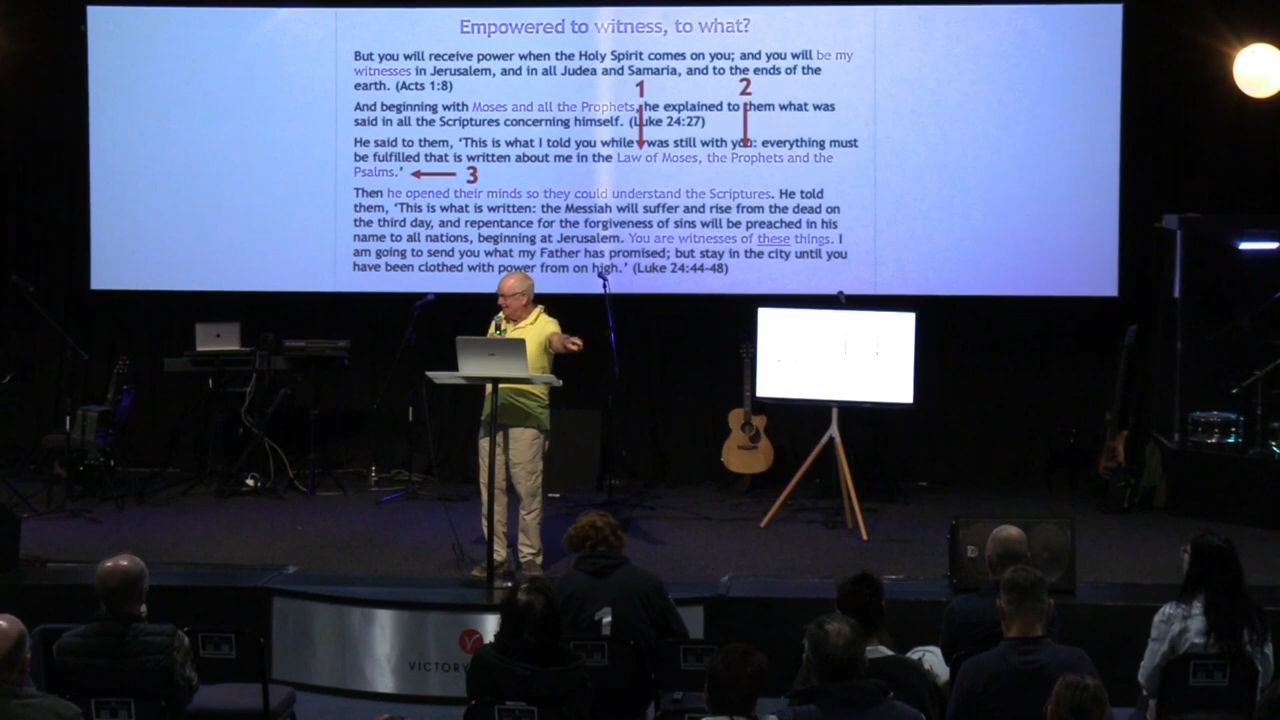 Empowered to witness, to what?
But you will receive power when the Holy Spirit comes on you; and you will be my
witnesses in Jerusalem, and in all Judea and Samaria, and to the ends of the
earth. (Acts 1:8)
1
2
And beginning with Moses and all the Prophets, he explained to them what was
said in all the Scriptures concerning himself. (Luke 24:27)
He said to them, ‘This is what I told you while I was still with you: everything must
be fulfilled that is written about me in the Law of Moses, the Prophets and the
Psalms.’
3
Then he opened their minds so they could understand the Scriptures. He told
them, ‘This is what is written: the Messiah will suffer and rise from the dead on
the third day, and repentance for the forgiveness of sins will be preached in his
name to all nations, beginning at Jerusalem. You are witnesses of these things. I
am going to send you what my Father has promised; but stay in the city until you
have been clothed with power from on high.’ (Luke 24:44-48)
1
VICTORY